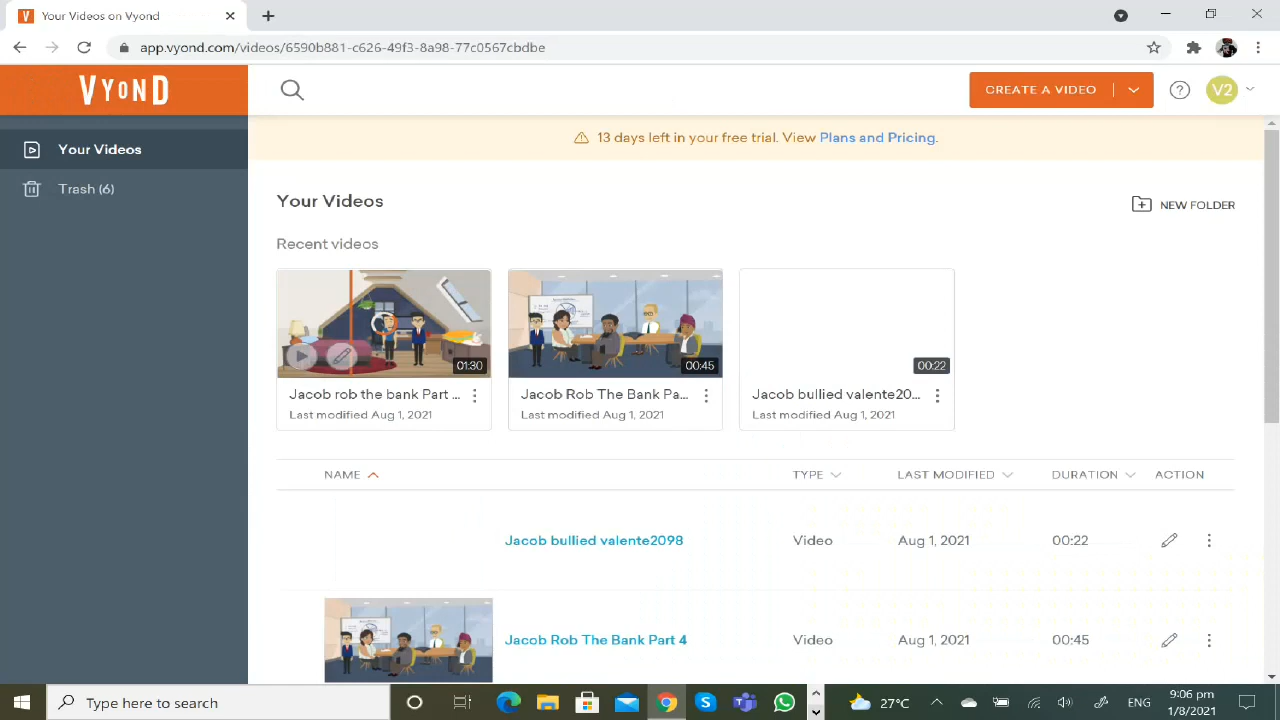 Your Videos on Vyond
app.vyond.com/videos/6590b881-c626-49f3-8a98-77c0567cbdbe
VYOND
CREATE A VIDEO
V2
Your Videos
Trash (6)
13 days left in your free trial. View Plans and Pricing.
Your Videos
NEW FOLDER
Recent videos
01:30
00:45
00:22
Jacob rob the bank Part ...
Jacob Rob The Bank Pa...
Jacob bullied valente20...
Last modified Aug 1, 2021
Last modified Aug 1, 2021
Last modified Aug 1, 2021
NAME TYPE LAST MODIFIED DURATION ACTION
Jacob bullied valente2098 Video Aug 1, 2021 00:22
Jacob Rob The Bank Part 4 Video Aug 1, 2021 00:45
Type here to search
27°C
ENG
9:06 pm
1/8/2021